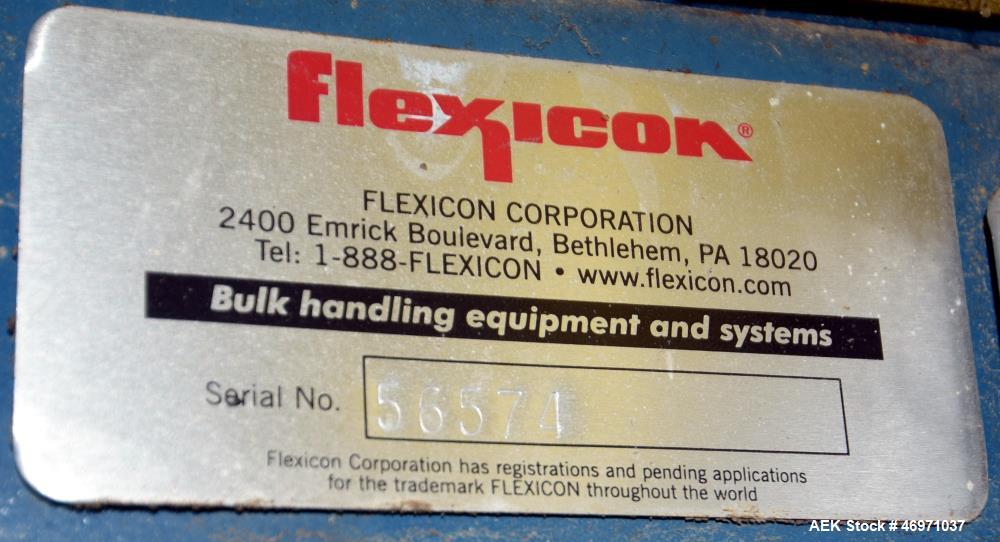 flexicon®
FLEXICON CORPORATION
2400 Emrick Boulevard, Bethlehem, PA 18020
Tel: 1-888-FLEXICON • www.flexicon.com
Bulk handling equipment and systems
Serial No. 56574
Flexicon Corporation has registrations and pending applications
for the trademark FLEXICON throughout the world
AEK Stock # 46971037